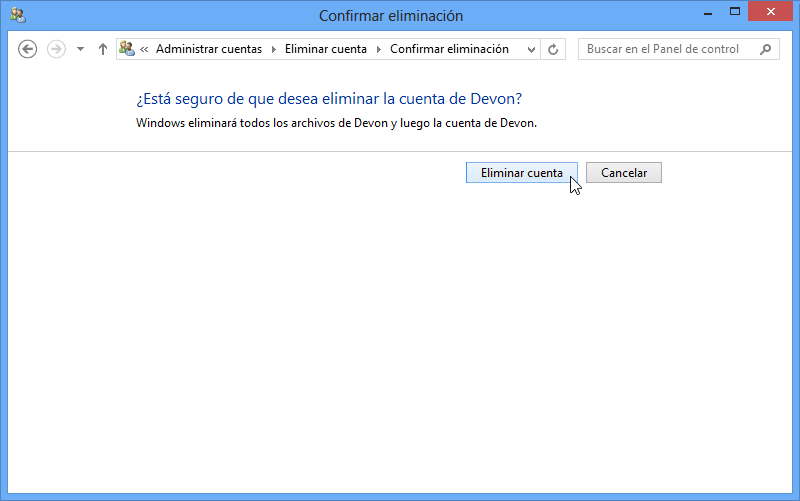 Confirmar eliminación
« Administrar cuentas Eliminar cuenta Confirmar eliminación Buscar en el Panel de control
¿Está seguro de que desea eliminar la cuenta de Devon?
Windows eliminará todos los archivos de Devon y luego la cuenta de Devon.
Eliminar cuenta Cancelar